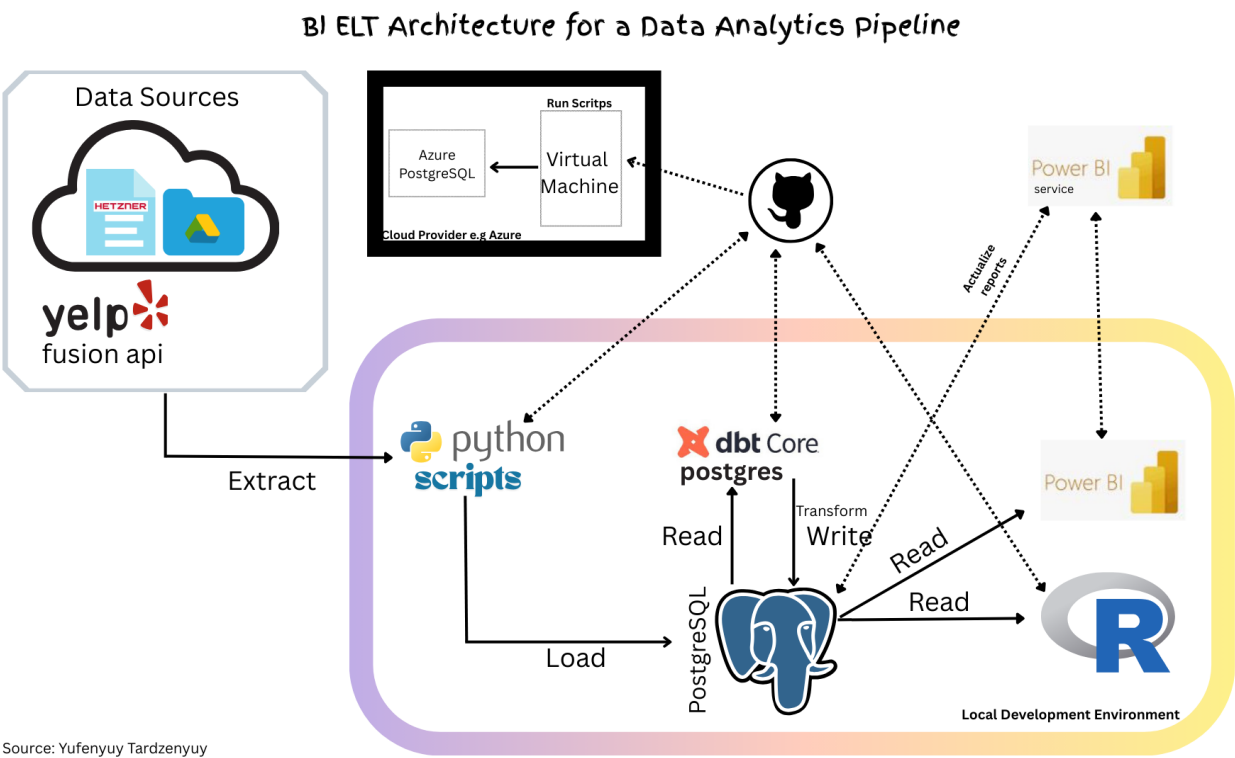 BI ELT Architecture for a Data Analytics Pipeline
Data Sources
HETZNER
yelp
fusion api
Run Scritps
Azure
PostgreSQL
Virtual
Machine
Cloud Provider e.g Azure
Power BI
service
Actualize
reports
Extract
python
scripts
dbt Core
postgres
Transform
Read
Write
Power BI
Read
Read
R
PostgreSQL
Load
Local Development Environment
Source: Yufenyuy Tardzenyuy